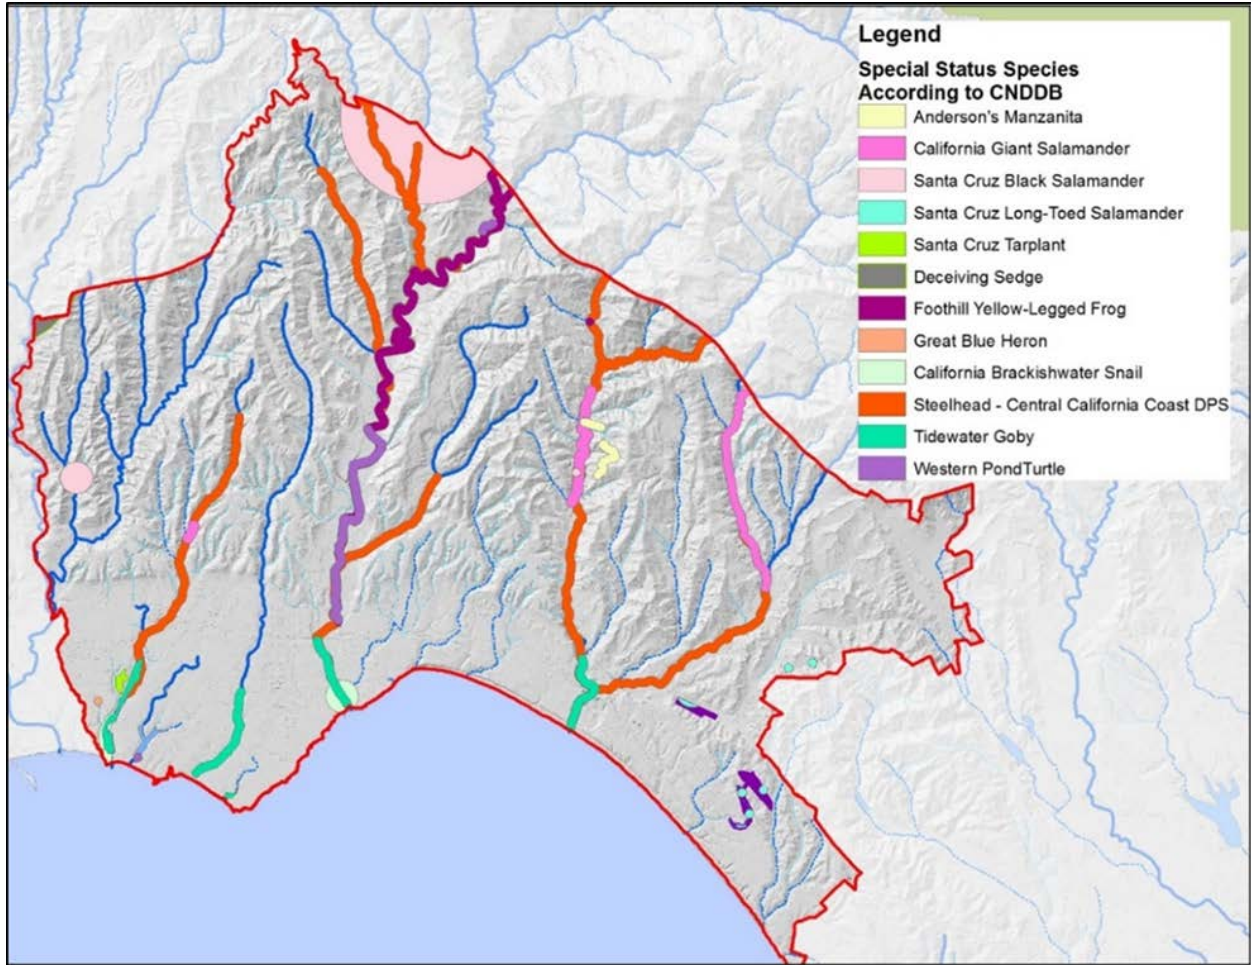 Legend
Special Status Species
According to CNDDB
Anderson's Manzanita
California Giant Salamander
Santa Cruz Black Salamander
Santa Cruz Long-Toed Salamander
Santa Cruz Tarplant
Deceiving Sedge
Foothill Yellow-Legged Frog
Great Blue Heron
California Brackishwater Snail
Steelhead - Central California Coast DPS
Tidewater Goby
Western PondTurtle